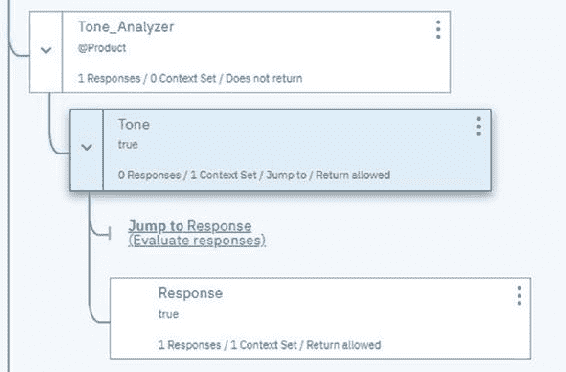 Tone_Analyzer
@Product
1 Responses / 0 Context Set / Does not return
Tone
true
0 Responses / 1 Context Set / Jump to / Return allowed
Jump to Response
(Evaluate responses)
Response
true
1 Responses / 1 Context Set / Return allowed